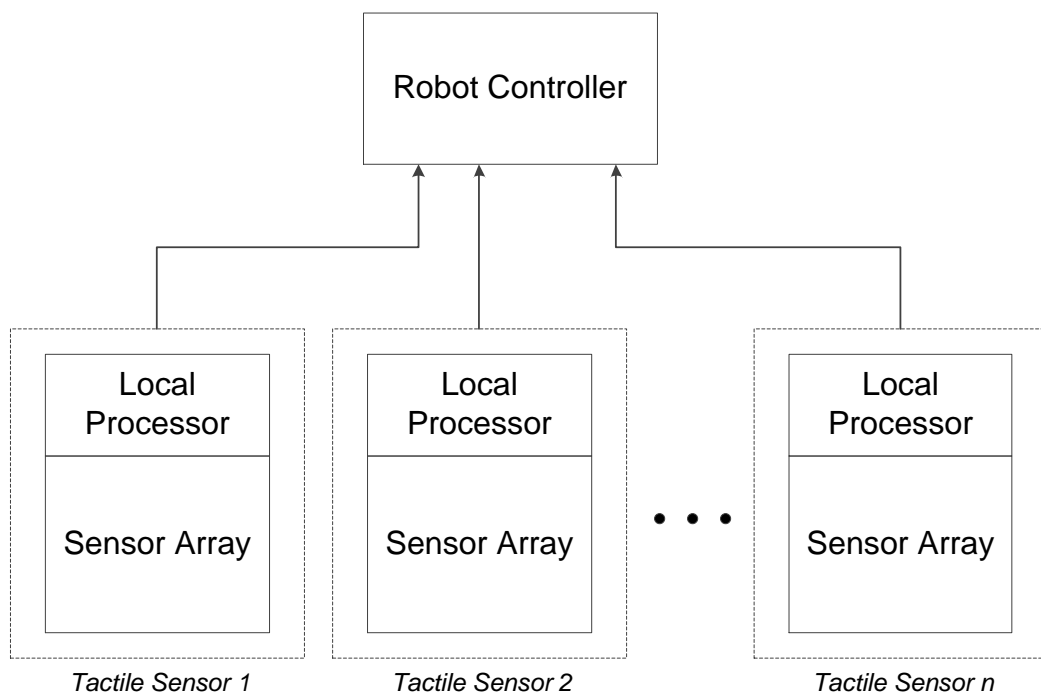 Robot Controller
Local
Processor
Sensor Array
Tactile Sensor 1
Local
Processor
Sensor Array
Tactile Sensor 2
Local
Processor
Sensor Array
Tactile Sensor n